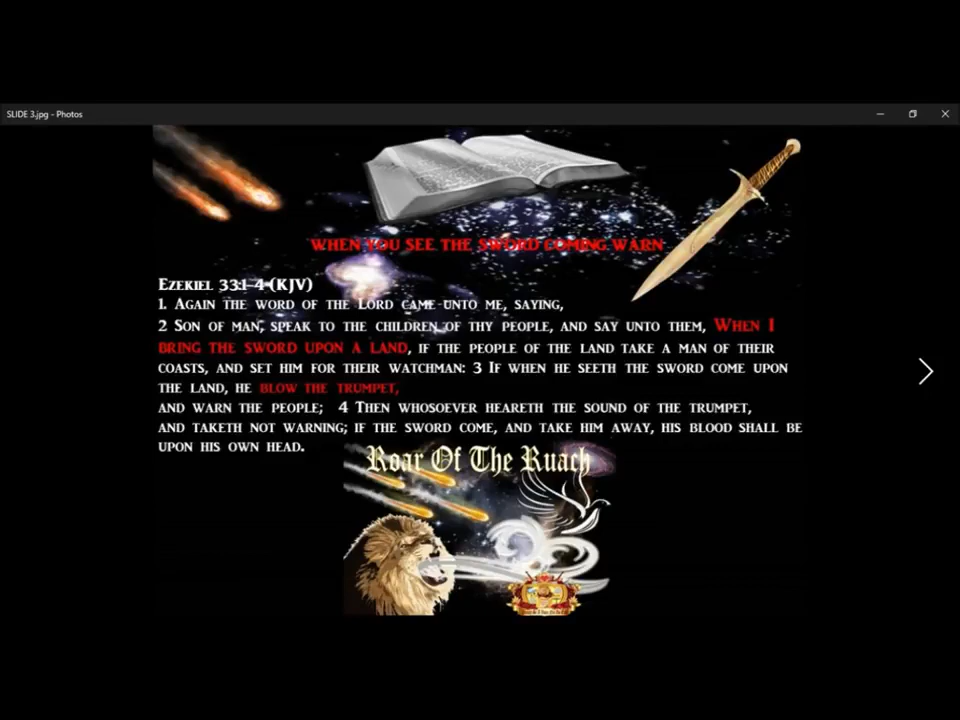 SLIDE 3.jpg - Photos
WHEN YOU SEE THE SWORD COMING WARN
EZEKIEL 33:1-4 (KJV)
1. AGAIN THE WORD OF THE LORD CAME UNTO ME, SAYING,
2 SON OF MAN, SPEAK TO THE CHILDREN OF THY PEOPLE, AND SAY UNTO THEM, WHEN I
BRING THE SWORD UPON A LAND, IF THE PEOPLE OF THE LAND TAKE A MAN OF THEIR
COASTS, AND SET HIM FOR THEIR WATCHMAN: 3 IF WHEN HE SEETH THE SWORD COME UPON
THE LAND, HE BLOW THE TRUMPET,
AND WARN THE PEOPLE; 4 THEN WHOSOEVER HEARETH THE SOUND OF THE TRUMPET,
AND TAKETH NOT WARNING; IF THE SWORD COME, AND TAKE HIM AWAY, HIS BLOOD SHALL BE
UPON HIS OWN HEAD.
Roar Of The Ruach